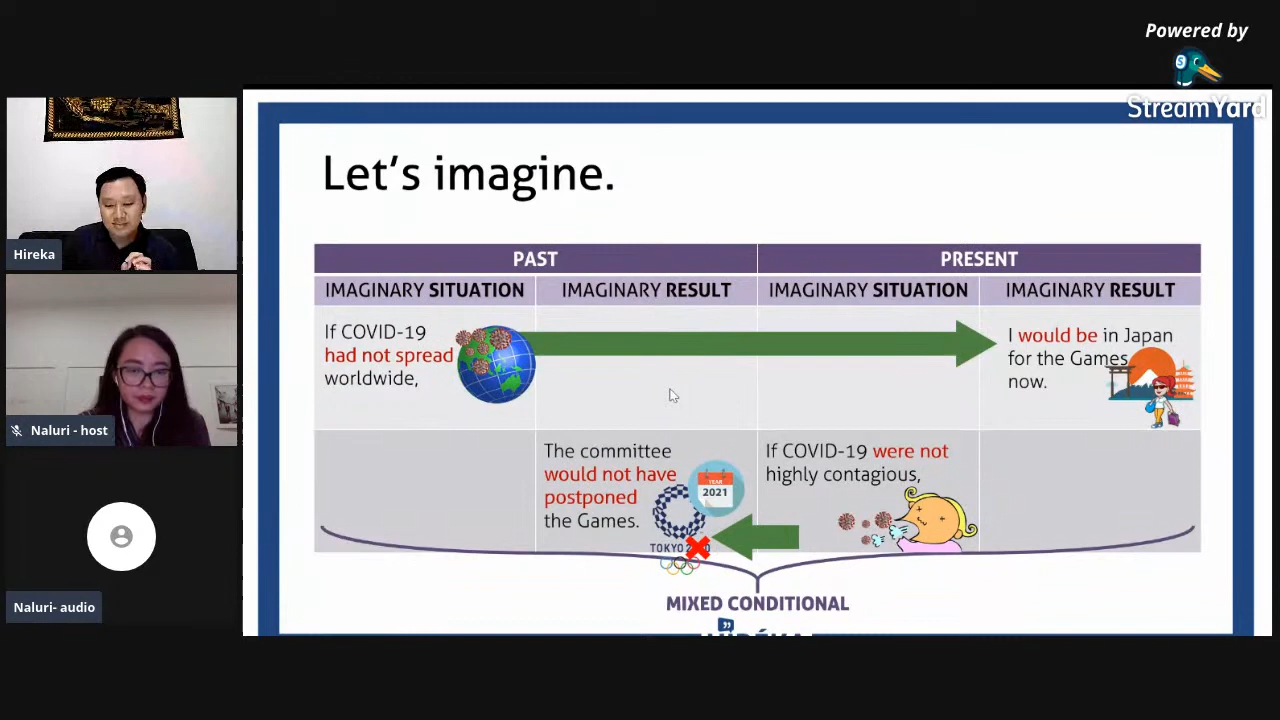 Powered by
S
StreamYard
Hireka
Naluri - host
Naluri- audio
Let's imagine.
PAST
PRESENT
IMAGINARY SITUATION
IMAGINARY RESULT
IMAGINARY SITUATION
IMAGINARY RESULT
If COVID-19
had not spread
worldwide,
I would be in Japan
for the Games
now.
The committee
would not have
postponed
the Games.
YEAR
2021
TOKYO
If COVID-19 were not
highly contagious,
MIXED CONDITIONAL